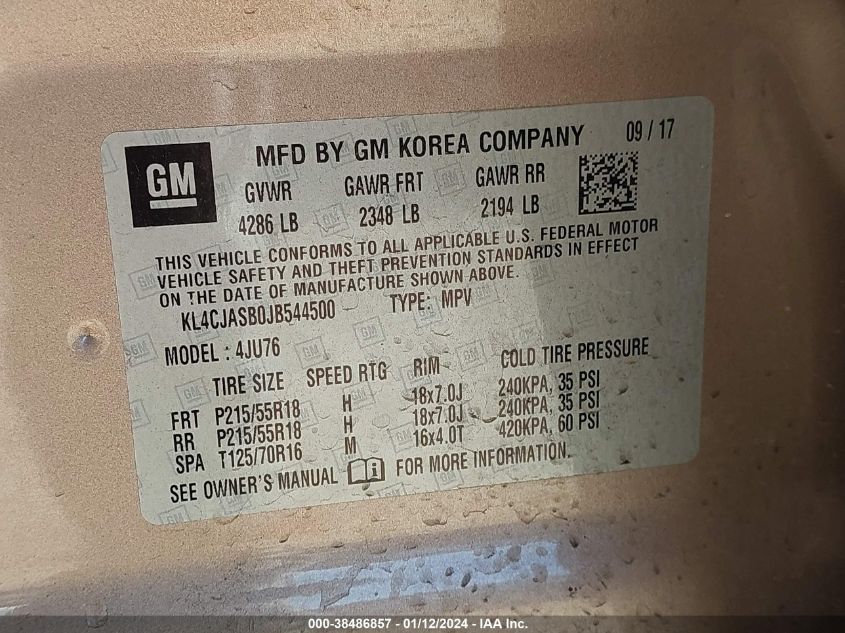 GM
MFD BY GM KOREA COMPANY 09 / 17
GVWR GAWR FRT GAWR RR
4286 LB 2348 LB 2194 LB
THIS VEHICLE CONFORMS TO ALL APPLICABLE U.S. FEDERAL MOTOR
VEHICLE SAFETY AND THEFT PREVENTION STANDARDS IN EFFECT
ON THE DATE OF MANUFACTURE SHOWN ABOVE.
KL4CJASB0JB544500 TYPE: MPV
MODEL : 4JU76
TIRE SIZE SPEED RTG RIM COLD TIRE PRESSURE
FRT P215/55R18 H 18x7.0J 240KPA, 35 PSI
RR P215/55R18 H 18x7.0J 240KPA, 35 PSI
SPA T125/70R16 M 16x4.0T 420KPA, 60 PSI
SEE OWNER'S MANUAL FOR MORE INFORMATION.
000-38486857 - 01/12/2024 - IAA Inc.